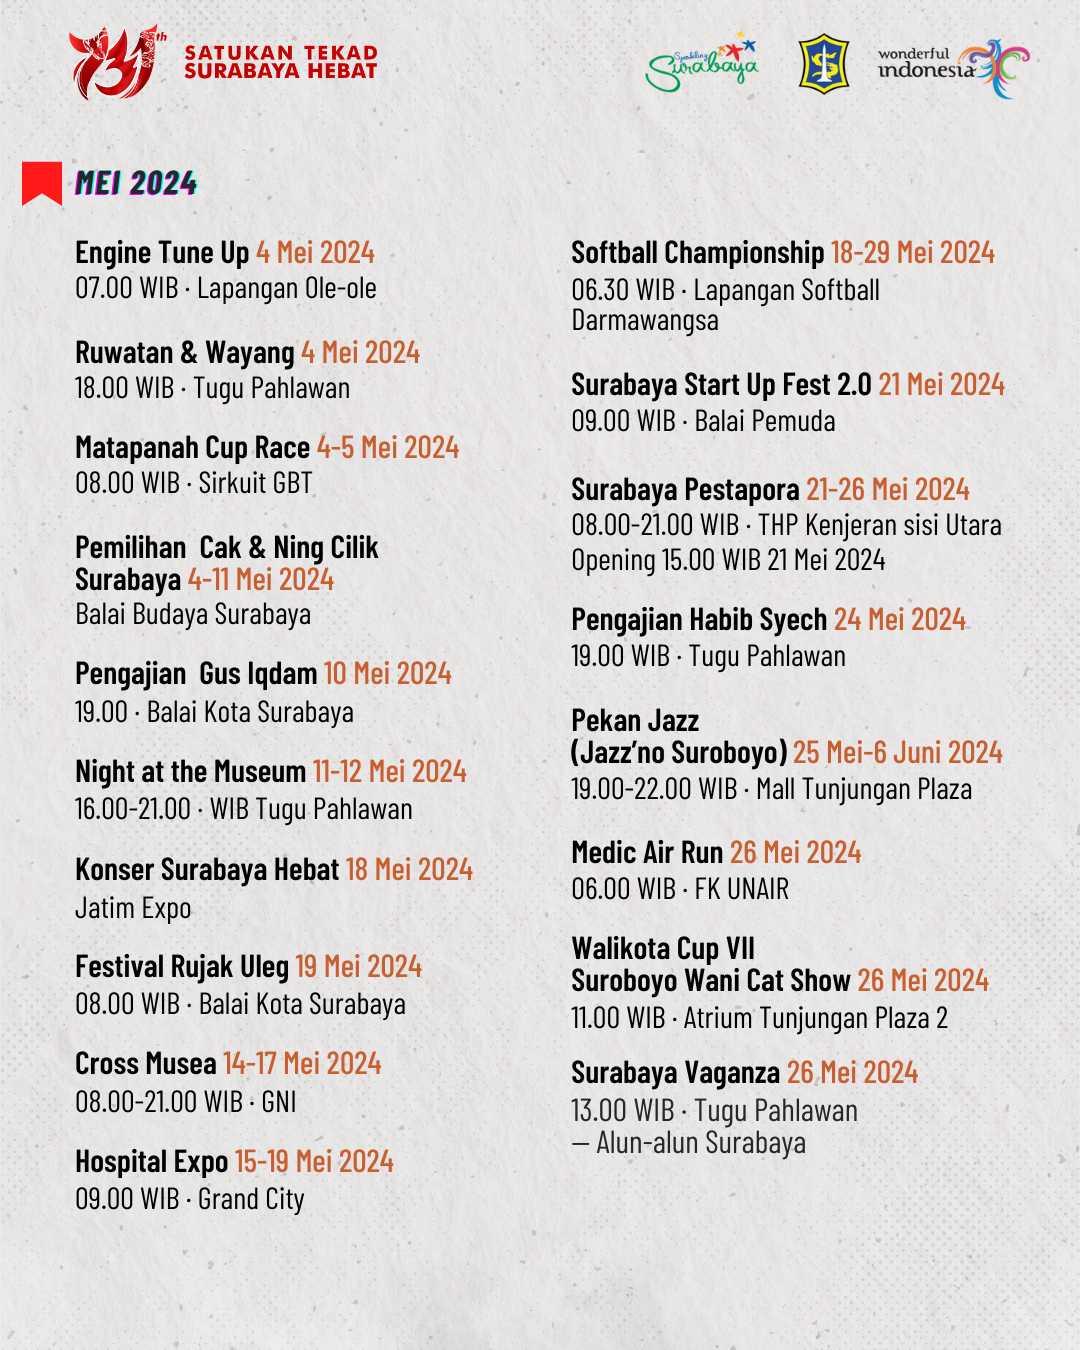 731th
SATUKAN TEKAD
SURABAYA HEBAT
Sparkling
Surabaya
wonderful
indonesia
MEI 2024
Engine Tune Up 4 Mei 2024
07.00 WIB · Lapangan Ole-ole
Ruwatan & Wayang 4 Mei 2024
18.00 WIB · Tugu Pahlawan
Matapanah Cup Race 4-5 Mei 2024
08.00 WIB · Sirkuit GBT
Pemilihan  Cak & Ning Cilik
Surabaya 4-11 Mei 2024
Balai Budaya Surabaya
Pengajian  Gus Iqdam 10 Mei 2024
19.00 · Balai Kota Surabaya
Night at the Museum 11-12 Mei 2024
16.00-21.00 · WIB Tugu Pahlawan
Konser Surabaya Hebat 18 Mei 2024
Jatim Expo
Festival Rujak Uleg 19 Mei 2024
08.00 WIB · Balai Kota Surabaya
Cross Musea 14-17 Mei 2024
08.00-21.00 WIB · GNI
Hospital Expo 15-19 Mei 2024
09.00 WIB · Grand City
Softball Championship 18-29 Mei 2024
06.30 WIB · Lapangan Softball
Darmawangsa
Surabaya Start Up Fest 2.0 21 Mei 2024
09.00 WIB · Balai Pemuda
Surabaya Pestapora 21-26 Mei 2024
08.00-21.00 WIB · THP Kenjeran sisi Utara
Opening 15.00 WIB 21 Mei 2024
Pengajian Habib Syech 24 Mei 2024
19.00 WIB · Tugu Pahlawan
Pekan Jazz
(Jazz’no Suroboyo) 25 Mei-6 Juni 2024
19.00-22.00 WIB · Mall Tunjungan Plaza
Medic Air Run 26 Mei 2024
06.00 WIB · FK UNAIR
Walikota Cup VII
Suroboyo Wani Cat Show 26 Mei 2024
11.00 WIB · Atrium Tunjungan Plaza 2
Surabaya Vaganza 26 Mei 2024
13.00 WIB · Tugu Pahlawan
— Alun-alun Surabaya